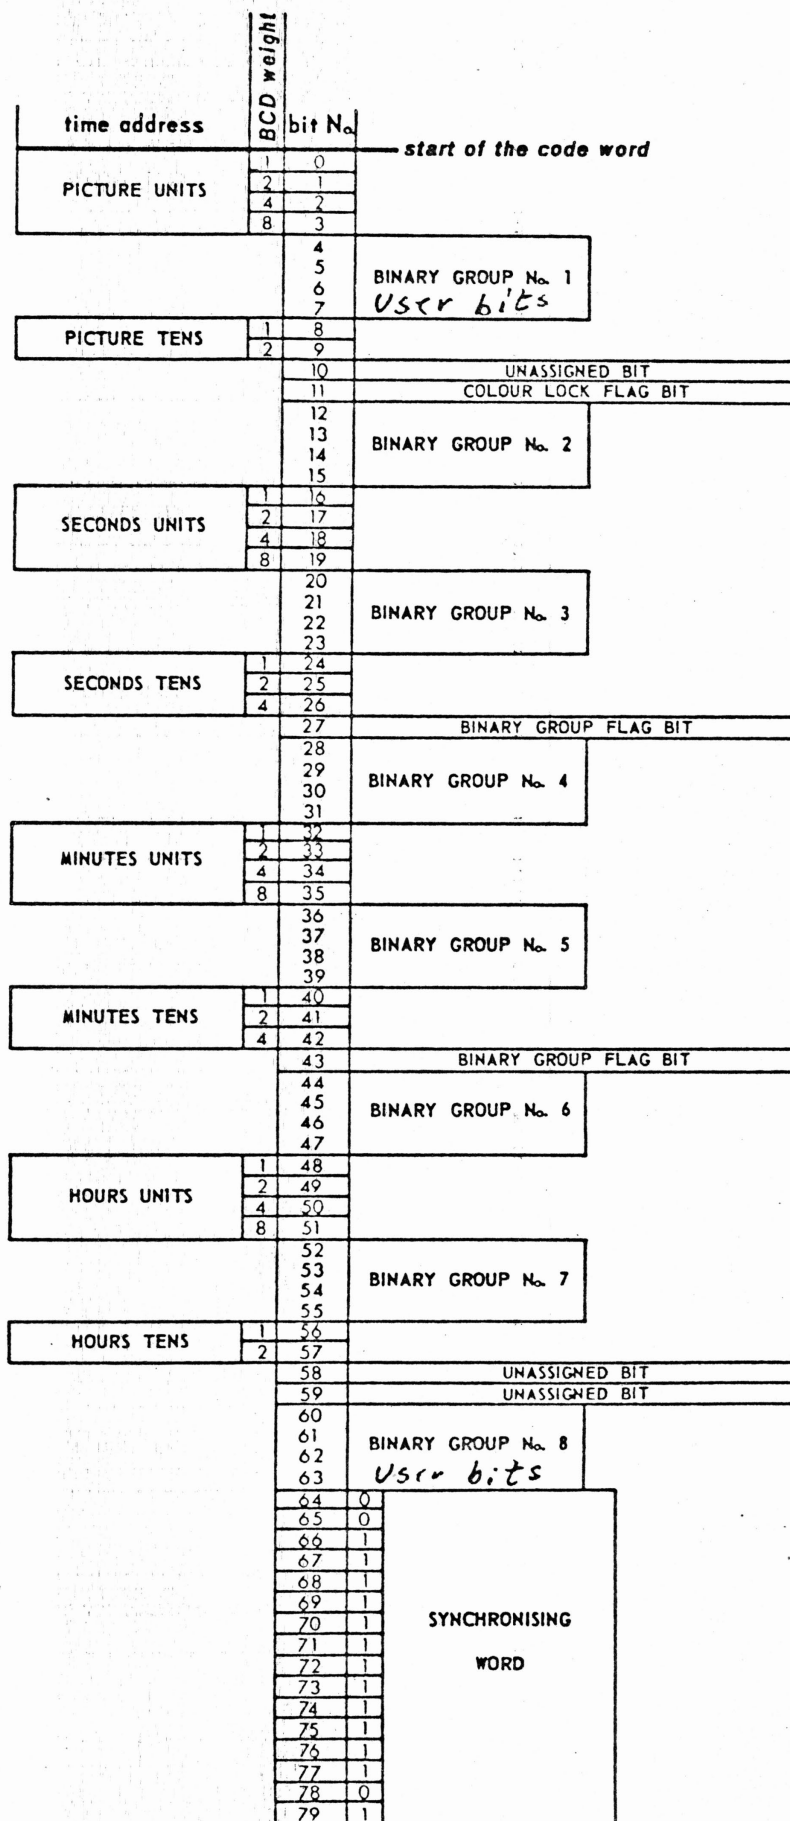 BCD weight
time address bit No.
start of the code word
1 0
PICTURE UNITS 2 1
4 2
8 3
4
5 BINARY GROUP No. 1
6 User bits
7
PICTURE TENS 1 8
2 9
10 UNASSIGNED BIT
11 COLOUR LOCK FLAG BIT
12
13 BINARY GROUP No. 2
14
15
1 16
SECONDS UNITS 2 17
4 18
8 19
20
21 BINARY GROUP No. 3
22
23
1 24
SECONDS TENS 2 25
4 26
27 BINARY GROUP FLAG BIT
28
29 BINARY GROUP No. 4
30
31
1 32
MINUTES UNITS 2 33
4 34
8 35
36
37 BINARY GROUP No. 5
38
39
1 40
MINUTES TENS 2 41
4 42
43 BINARY GROUP FLAG BIT
44
45 BINARY GROUP No. 6
46
47
1 48
HOURS UNITS 2 49
4 50
8 51
52
53 BINARY GROUP No. 7
54
55
HOURS TENS 1 56
2 57
58 UNASSIGNED BIT
59 UNASSIGNED BIT
60
61 BINARY GROUP No. 8
62
63 User bits
64 0
65 0
66 1
67 1
68 1
69 1
70 1 SYNCHRONISING
71 1
72 1 WORD
73 1
74 1
75 1
76 1
77 1
78 0
79 1